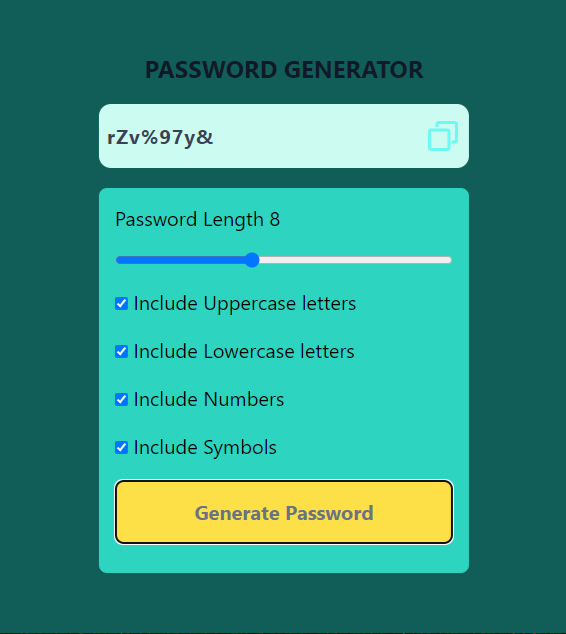 PASSWORD GENERATOR
rZv%97y&
Password Length 8
Include Uppercase letters
Include Lowercase letters
Include Numbers
Include Symbols
Generate Password